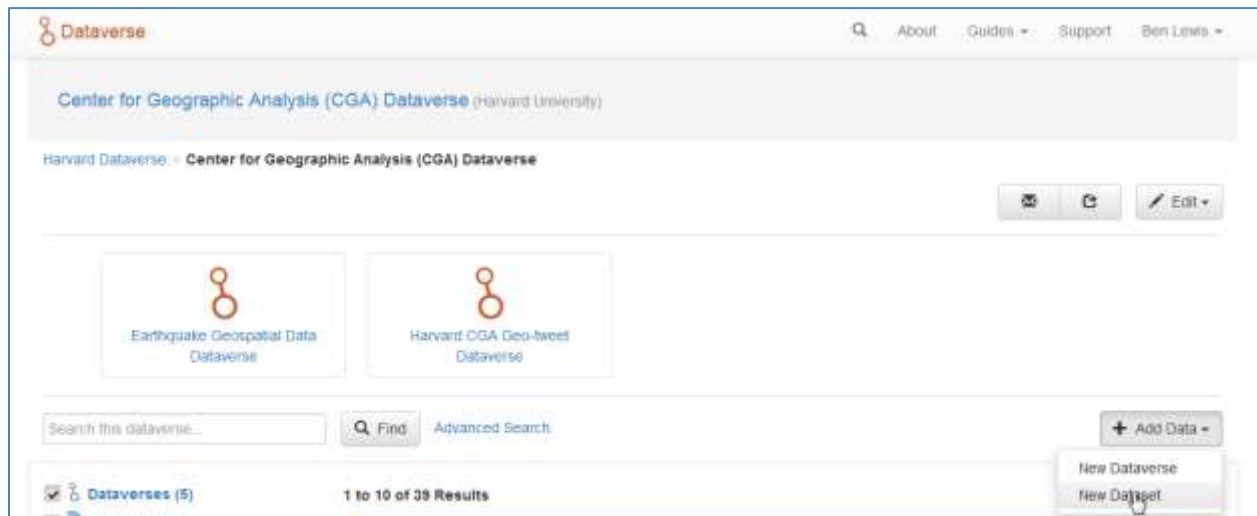 Dataverse About Guides Support Ben Lewis
Center for Geographic Analysis (CGA) Dataverse (Harvard University)
Harvard Dataverse > Center for Geographic Analysis (CGA) Dataverse
Edit
Earthquake Geospatial Data
Dataverse
Harvard CGA Geo-tweet
Dataverse
Search this dataverse... Find Advanced Search + Add Data
New Dataverse
Dataverses (5) 1 to 10 of 39 Results New Dataset